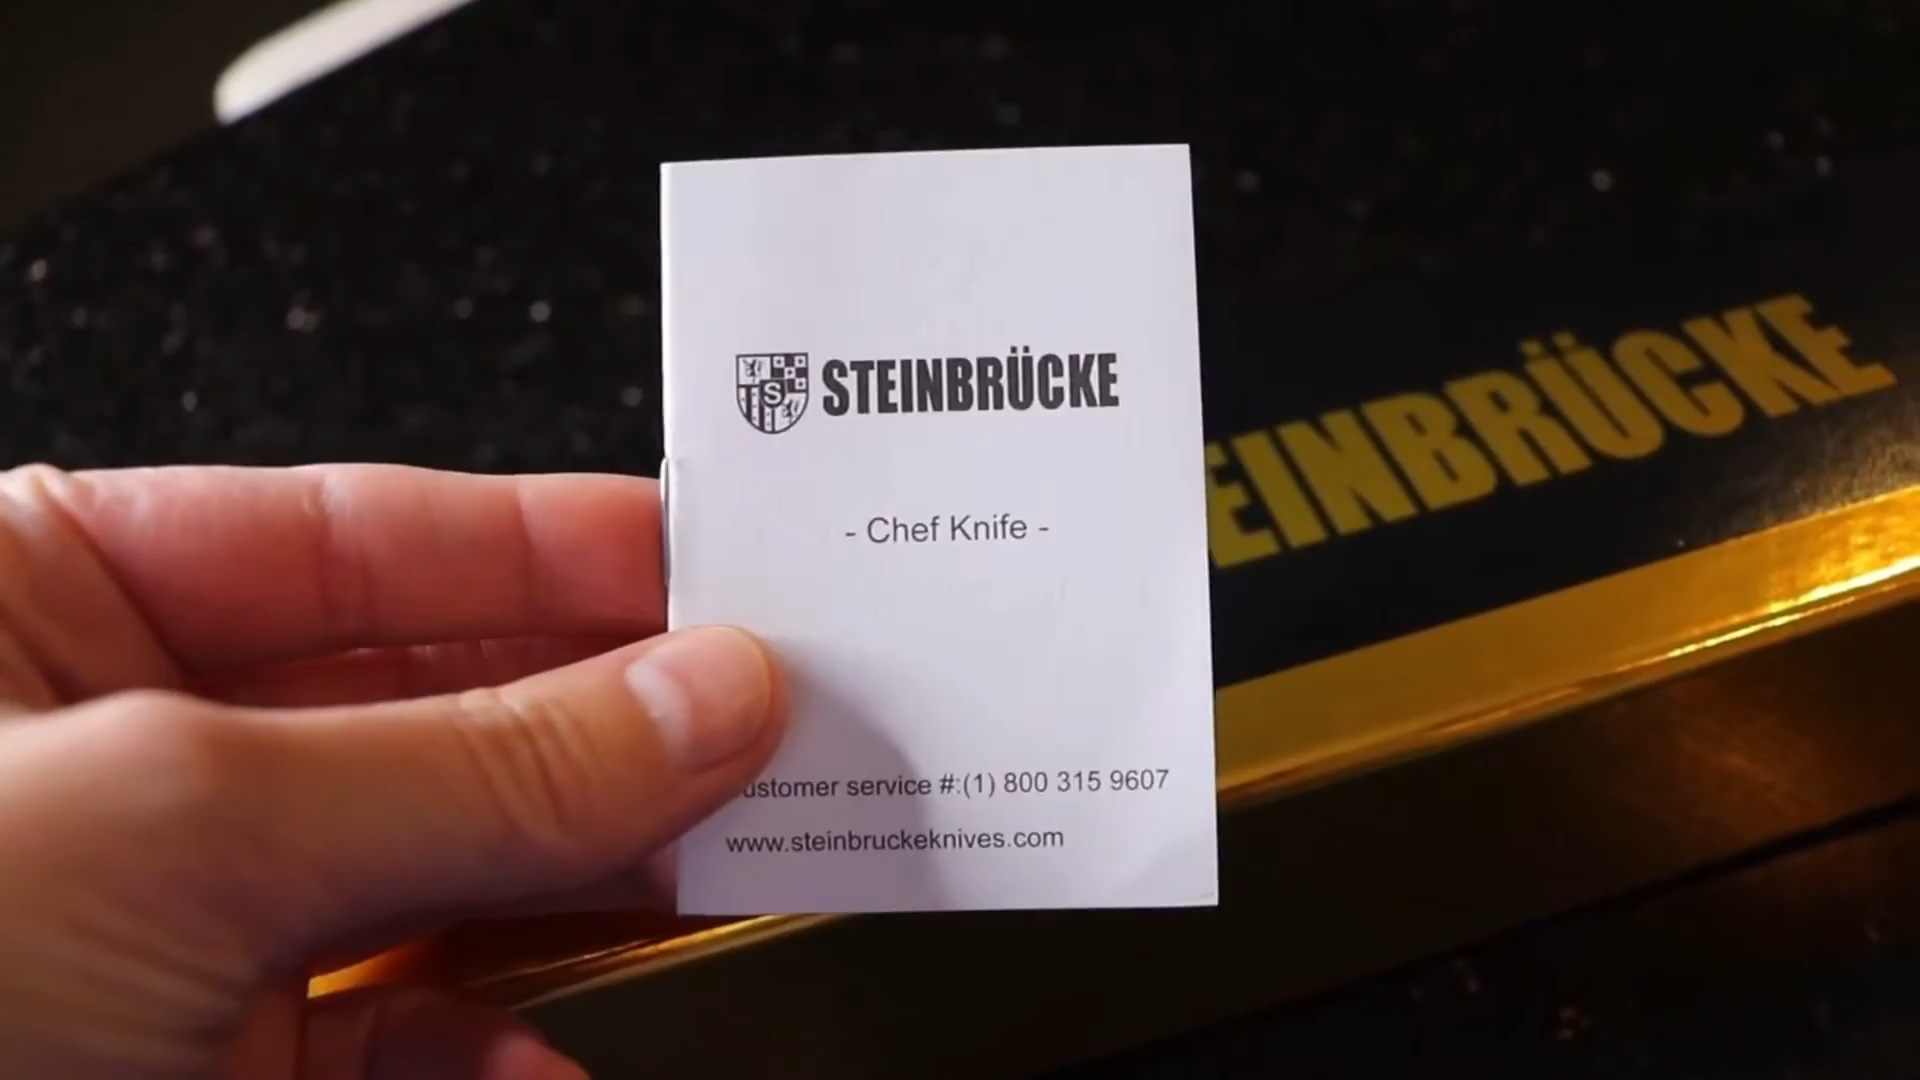 STEINBRÜCKE
- Chef Knife -
ustomer service #:(1) 800 315 9607
www.steinbruckeknives.com
EINBRÜCKE